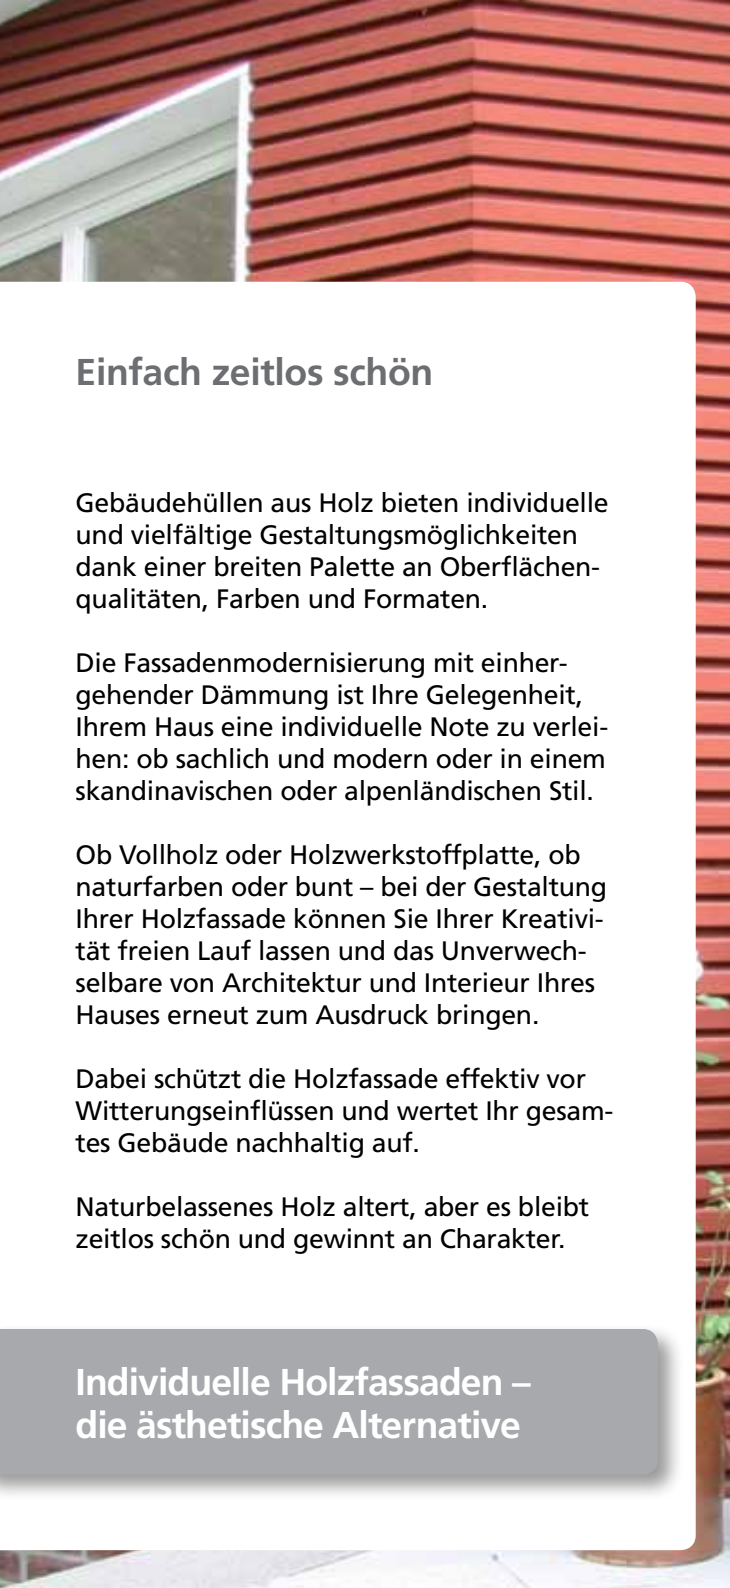 Einfach zeitlos schön
Gebäudehüllen aus Holz bieten individuelle
und vielfältige Gestaltungsmöglichkeiten
dank einer breiten Palette an Oberflächen-
qualitäten, Farben und Formaten.
Die Fassadenmodernisierung mit einher-
gehender Dämmung ist Ihre Gelegenheit,
Ihrem Haus eine individuelle Note zu verlei-
hen: ob sachlich und modern oder in einem
skandinavischen oder alpenländischen Stil.
Ob Vollholz oder Holzwerkstoffplatte, ob
naturfarben oder bunt – bei der Gestaltung
Ihrer Holzfassade können Sie Ihrer Kreativi-
tät freien Lauf lassen und das Unverwech-
selbare von Architektur und Interieur Ihres
Hauses erneut zum Ausdruck bringen.
Dabei schützt die Holzfassade effektiv vor
Witterungseinflüssen und wertet Ihr gesam-
tes Gebäude nachhaltig auf.
Naturbelassenes Holz altert, aber es bleibt
zeitlos schön und gewinnt an Charakter.
Individuelle Holzfassaden –
die ästhetische Alternative